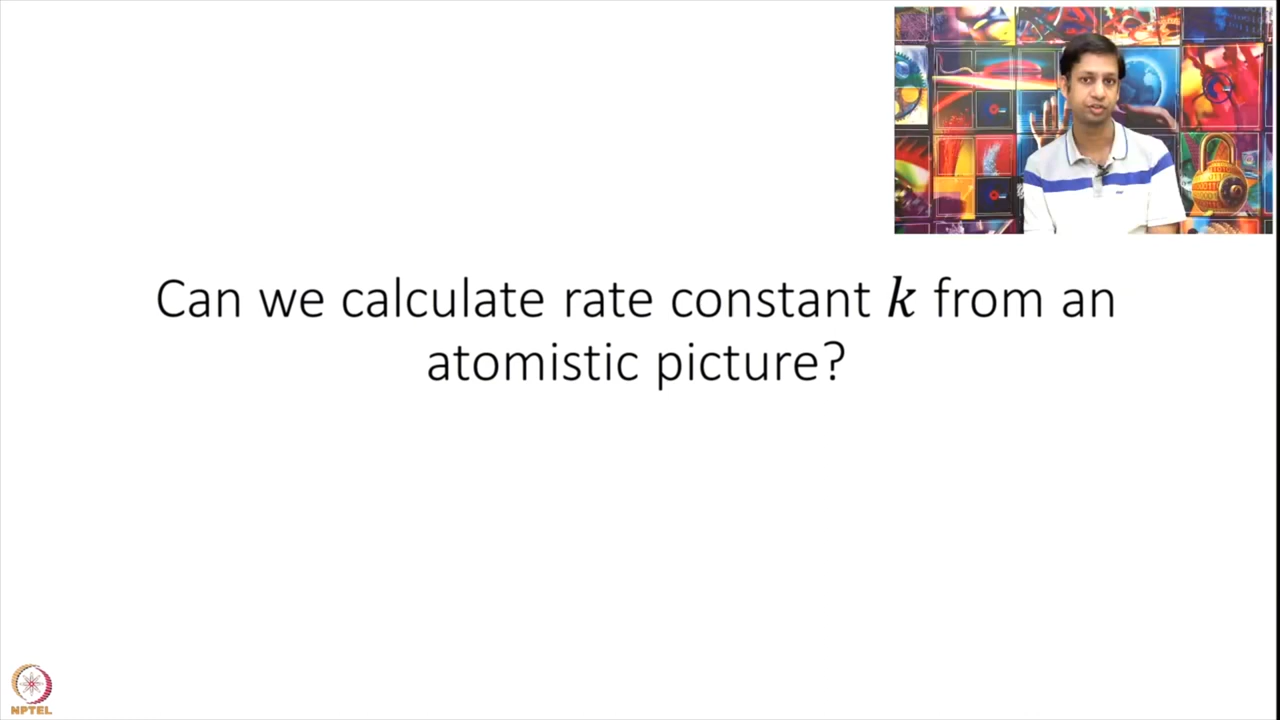 Can we calculate rate constant k from an
atomistic picture?
NPTEL